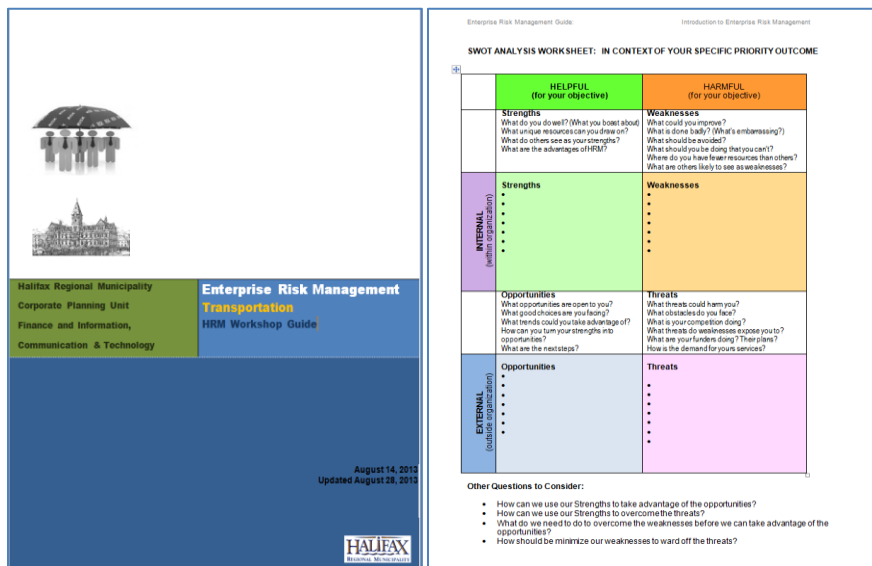 Halifax Regional Municipality
Corporate Planning Unit
Finance and Information,
Communication & Technology
Enterprise Risk Management
Transportation
HRM Workshop Guide
August 14, 2013
Updated August 28, 2013
HALIFAX
REGIONAL MUNICIPALITY
Enterprise Risk Management Guide: Introduction to Enterprise Risk Management
SWOT ANALYSIS WORKSHEET: IN CONTEXT OF YOUR SPECIFIC PRIORITY OUTCOME
HELPFUL
(for your objective)
HARMFUL
(for your objective)
Strengths
What do you do well? (What you boast about)
What unique resources can you draw on?
What do others see as your strengths?
What are the advantages of HRM?
Weaknesses
What could you improve?
What is done badly? (What's embarrassing?)
What should be avoided?
What should you be doing that you can't?
Where do you have fewer resources than others?
What are others likely to see as weaknesses?
INTERNAL
(within organization)
Strengths
Weaknesses
Opportunities
What opportunities are open to you?
What good choices are you facing?
What trends could you take advantage of?
How can you turn your strengths into
opportunities?
What are the next steps?
Threats
What threats could harm you?
What obstacles do you face?
What is your competition doing?
What threats do weaknesses expose you to?
What are your funders doing? Their plans?
How is the demand for yours services?
EXTERNAL
(outside organization)
Opportunities
Threats
Other Questions to Consider:
• How can we use our Strengths to take advantage of the opportunities?
• How can we use our Strengths to overcome the threats?
• What do we need to do to overcome the weaknesses before we can take advantage of the
opportunities?
• How should be minimize our weaknesses to ward off the threats?